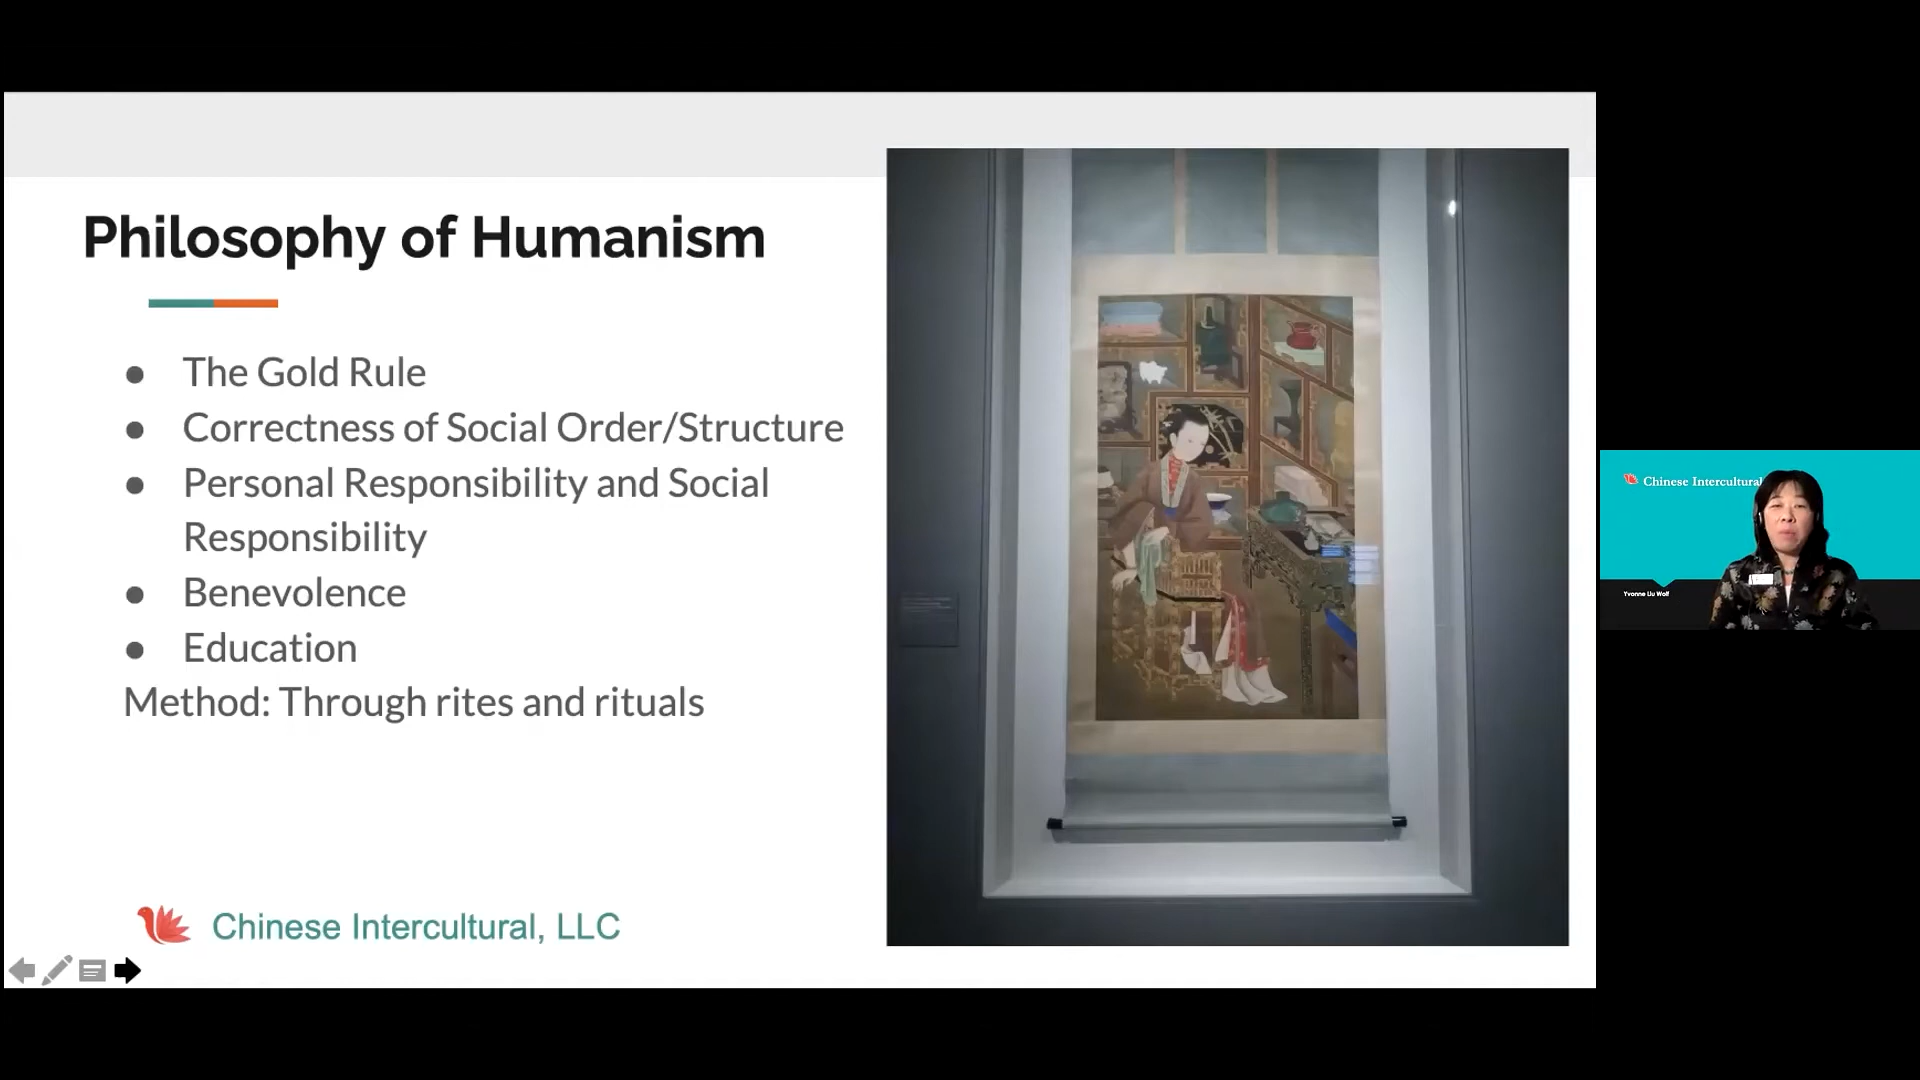 Philosophy of Humanism
● The Gold Rule
● Correctness of Social Order/Structure
● Personal Responsibility and Social
Responsibility
● Benevolence
● Education
Method: Through rites and rituals
Chinese Intercultural, LLC
Chinese Intercultural
Yvonne Liu Wolf